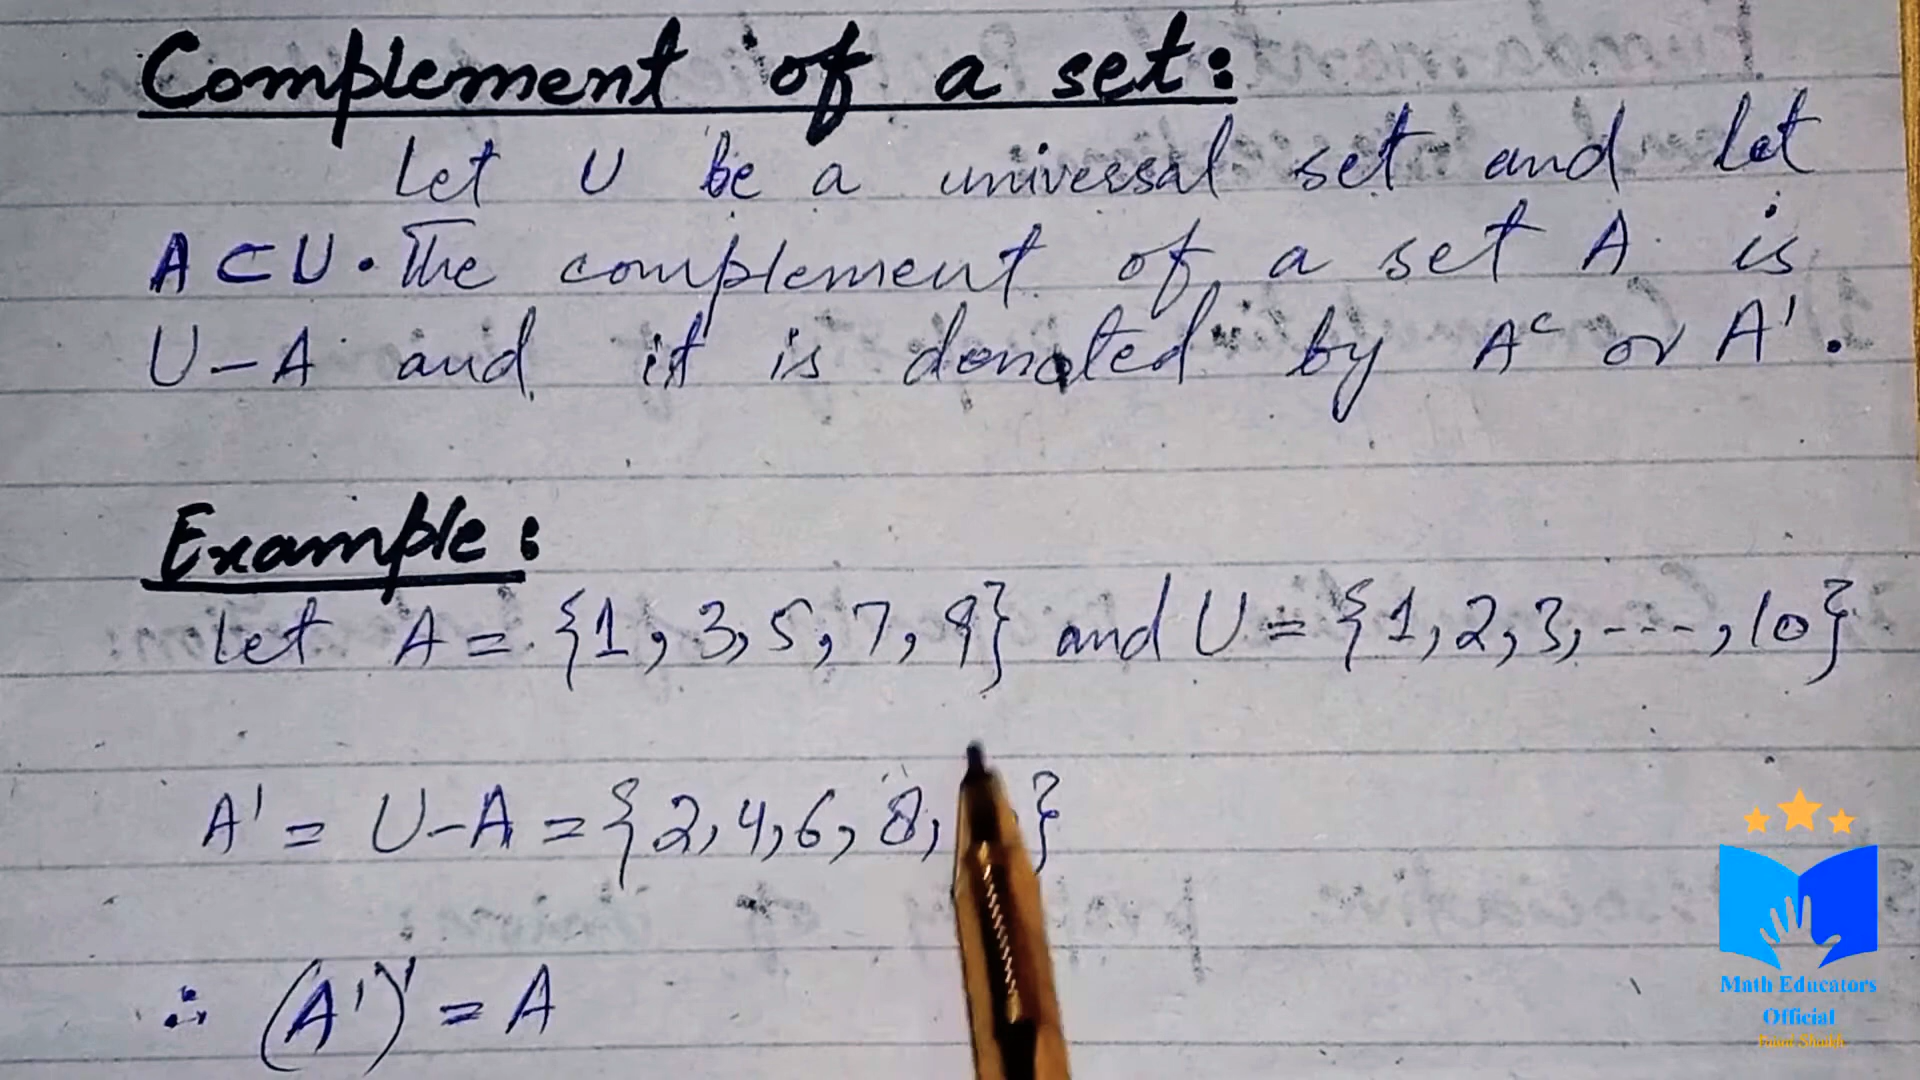 Complement of a set:
Let U be a universal set and let
A ⊂ U. The complement of a set A is
U - A and it is denoted by Aᶜ or A'.
Example:
Let A = {1, 3, 5, 7, 9} and U = {1, 2, 3, ----, 10}
A' = U - A = {2, 4, 6, 8, }
∴ (A')' = A
Math Educators
Official